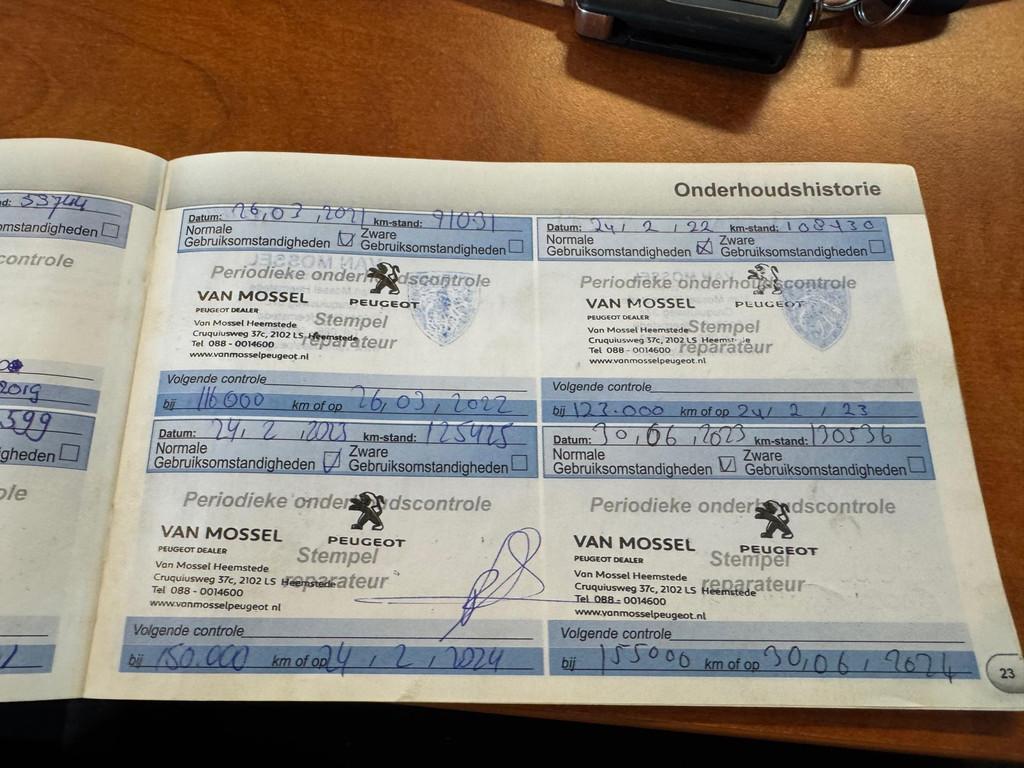 Onderhoudshistorie
d: 53744
omstandigheden
controle
2019
399
gheden
ole
Datum: 26, 03, 2021 km-stand: 91091
Normale Zware
Gebruiksomstandigheden Gebruiksomstandigheden
Periodieke onderhoudscontrole
VAN MOSSEL PEUGEOT
PEUGEOT DEALER
Van Mossel Heemstede Stempel
Cruquiusweg 37c, 2102 LS Heemstede
Tel 088 - 0014600 reparateur
www.vanmosselpeugeot.nl
Volgende controle
bij 116000 km of op 26, 03, 2022
Datum: 24/ 2 / 22 km-stand: 108430
Normale Zware
Gebruiksomstandigheden Gebruiksomstandigheden
Periodieke onderhoudscontrole
VAN MOSSEL PEUGEOT
PEUGEOT DEALER
Van Mossel Heemstede Stempel
Cruquiusweg 37c, 2102 LS Heemstede
Tel 088 - 0014600 reparateur
www.vanmosselpeugeot.nl
Volgende controle
bij 123.000 km of op 24/ 2 / 23
Datum: 24, 2, 2023 km-stand: 125425
Normale Zware
Gebruiksomstandigheden Gebruiksomstandigheden
Periodieke onderhoudscontrole
VAN MOSSEL PEUGEOT
PEUGEOT DEALER
Stempel
Van Mossel Heemstede
Cruquiusweg 37c, 2102 LS Heemstede
reparateur
Tel 088 - 0014600
www.vanmosselpeugeot.nl
Volgende controle
bij 150.000 km of op 24, 2, 2024
Datum: 30, 06, 2023 km-stand: 130536
Normale Zware
Gebruiksomstandigheden Gebruiksomstandigheden
Periodieke onderhoudscontrole
VAN MOSSEL PEUGEOT
PEUGEOT DEALER
Stempel
Van Mossel Heemstede
Cruquiusweg 37c, 2102 LS Heemstede
reparateur
Tel 088 - 0014600
www.vanmosselpeugeot.nl
Volgende controle
bij 155000 km of op 30, 06, 2024
23